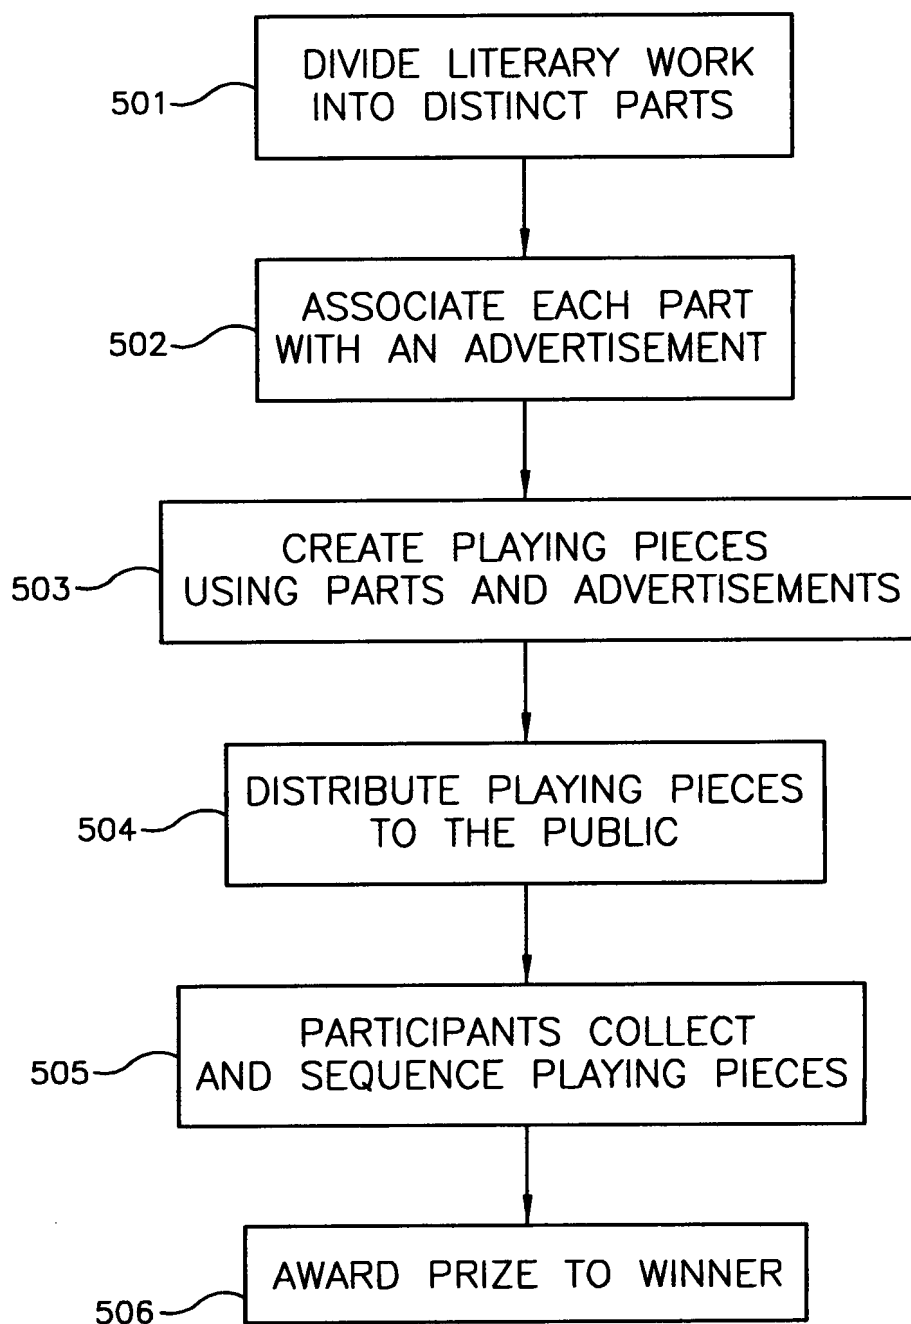 DIVIDE LITERARY WORK
INTO DISTINCT PARTS
501
ASSOCIATE EACH PART
WITH AN ADVERTISEMENT
502
CREATE PLAYING PIECES
USING PARTS AND ADVERTISEMENTS
503
DISTRIBUTE PLAYING PIECES
TO THE PUBLIC
504
PARTICIPANTS COLLECT
AND SEQUENCE PLAYING PIECES
505
AWARD PRIZE TO WINNER
506